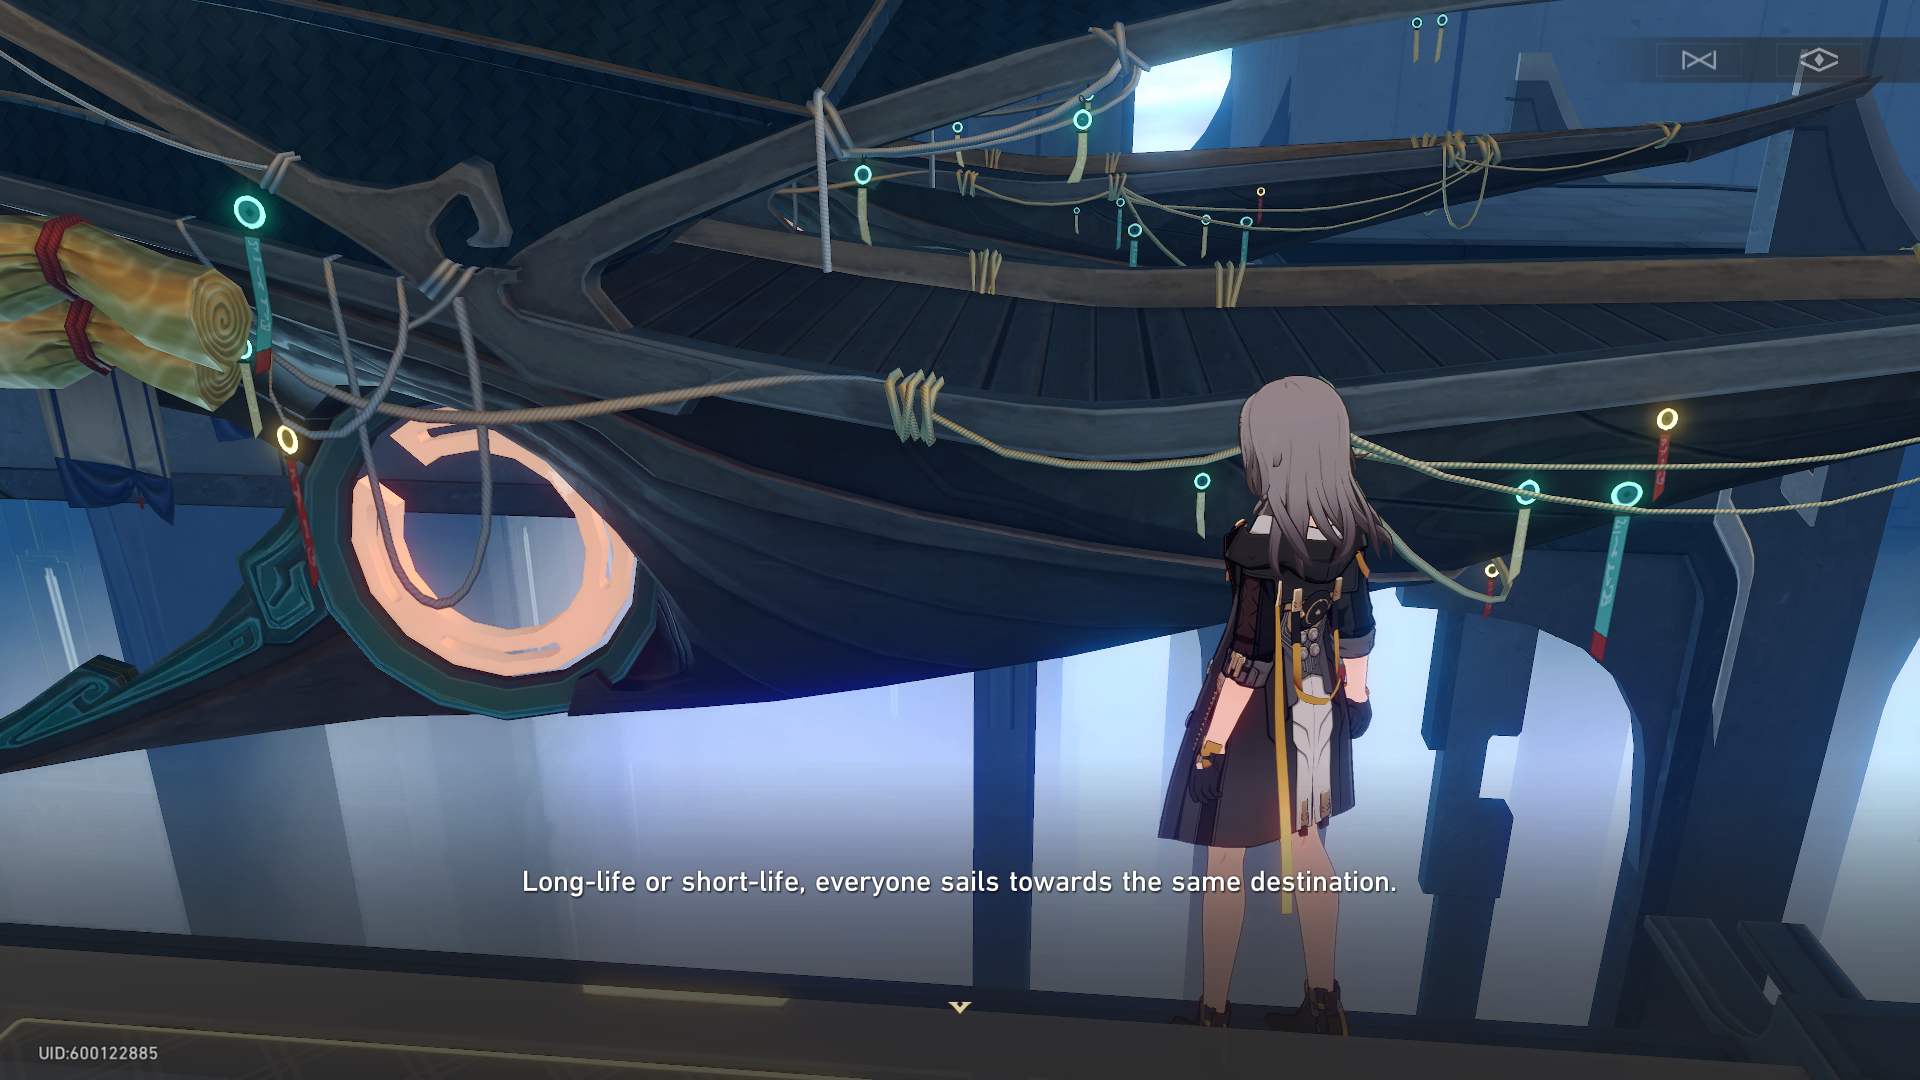 Long-life or short-life, everyone sails towards the same destination.
UID:600122885